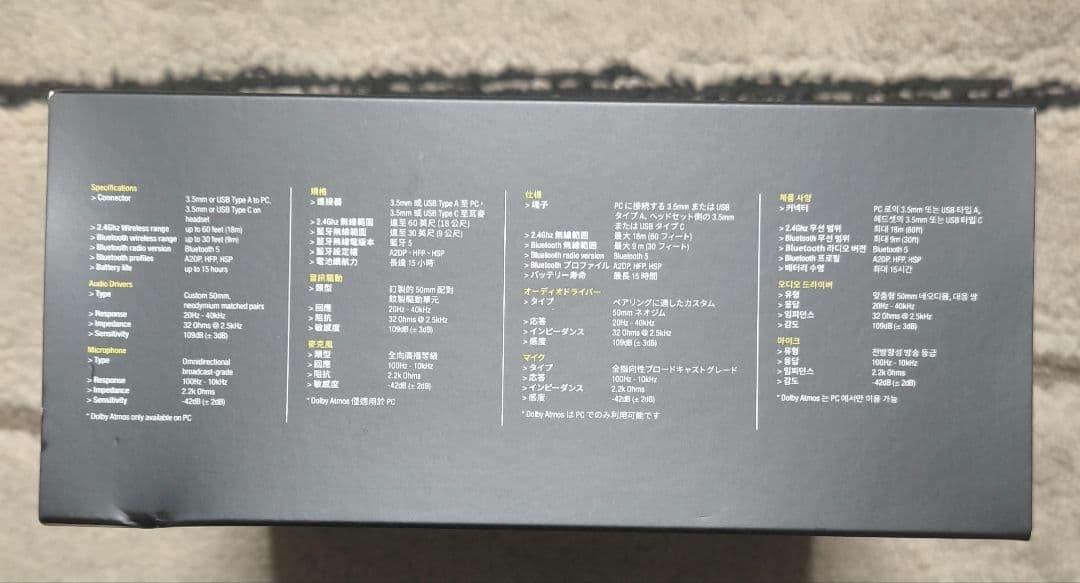 Specifications
> Connector 3.5mm or USB Type A to PC,
3.5mm or USB Type C on
headset
> 2.4Ghz Wireless range up to 60 feet (18m)
> Bluetooth wireless range up to 30 feet (9m)
> Bluetooth radio version Bluetooth 5
> Bluetooth profiles A2DP, HFP, HSP
> Battery life up to 15 hours
Audio Drivers
> Type Custom 50mm,
neodymium matched pairs
> Response 20Hz - 40kHz
> Impedance 32 Ohms @ 2.5kHz
> Sensitivity 109dB (± 3dB)
Microphone
> Type Omnidirectional
broadcast-grade
> Response 100Hz - 10kHz
> Impedance 2.2k Ohms
> Sensitivity -42dB (± 2dB)
* Dolby Atmos only available on PC
規格
> 連接器 3.5mm 或 USB Type A 至 PC，
3.5mm 或 USB Type C 至耳麥
> 2.4Ghz 無線範圍 達至 60 英尺 (18 公尺)
> 藍牙無線範圍 達至 30 英尺 (9 公尺)
> 藍牙無線電版本 藍牙 5
> 藍牙設定檔 A2DP、HFP、HSP
> 電池續航力 長達 15 小時
音訊驅動
> 類型 訂製的 50mm 配對
釹製驅動單元
> 回應 20Hz - 40kHz
> 阻抗 32 Ohms @ 2.5kHz
> 敏感度 109dB (± 3dB)
麥克風
> 類型 全向廣播等級
> 回應 100Hz - 10kHz
> 阻抗 2.2k Ohms
> 敏感度 -42dB (± 2dB)
* Dolby Atmos 僅適用於 PC
仕様
> 端子 PCに接続する 3.5mm または USB
タイプ A、ヘッドセット側の 3.5mm
または USB タイプ C
> 2.4Ghz 無線範囲 最大 18m (60 フィート)
> Bluetooth 無線範囲 最大 9 m (30 フィート)
> Bluetooth radio version Bluetooth 5
> Bluetooth プロファイル A2DP, HFP, HSP
> バッテリー寿命 最長 15 時間
オーディオドライバー
> タイプ ペアリングに適したカスタム
50mm ネオジム
> 応答 20Hz - 40kHz
> インピーダンス 32 Ohms @ 2.5kHz
> 感度 109dB (± 3dB)
マイク
> タイプ 全指向性ブロードキャストグレード
> 応答 100Hz - 10kHz
> インピーダンス 2.2k Ohms
> 感度 -42dB (± 2dB)
* Dolby Atmos は PC でのみ利用可能です
제품 사양
> 커넥터 PC 로의 3.5mm 또는 USB 타입 A,
헤드셋의 3.5mm 또는 USB 타입 C
> 2.4Ghz 무선 범위 최대 18m (60ft)
> Bluetooth 무선 범위 최대 9m (30ft)
> Bluetooth 라디오 버전 Bluetooth 5
> Bluetooth 프로필 A2DP, HFP, HSP
> 배터리 수명 최대 15시간
오디오 드라이버
> 유형 맞춤형 50mm 네오디뮴, 대응 쌍
> 응답 20Hz - 40kHz
> 임피던스 32 Ohms @ 2.5kHz
> 감도 109dB (± 3dB)
마이크
> 유형 전방향성 방송 등급
> 응답 100Hz - 10kHz
> 임피던스 2.2k Ohms
> 감도 -42dB (± 2dB)
* Dolby Atmos 는 PC 에서만 이용 가능